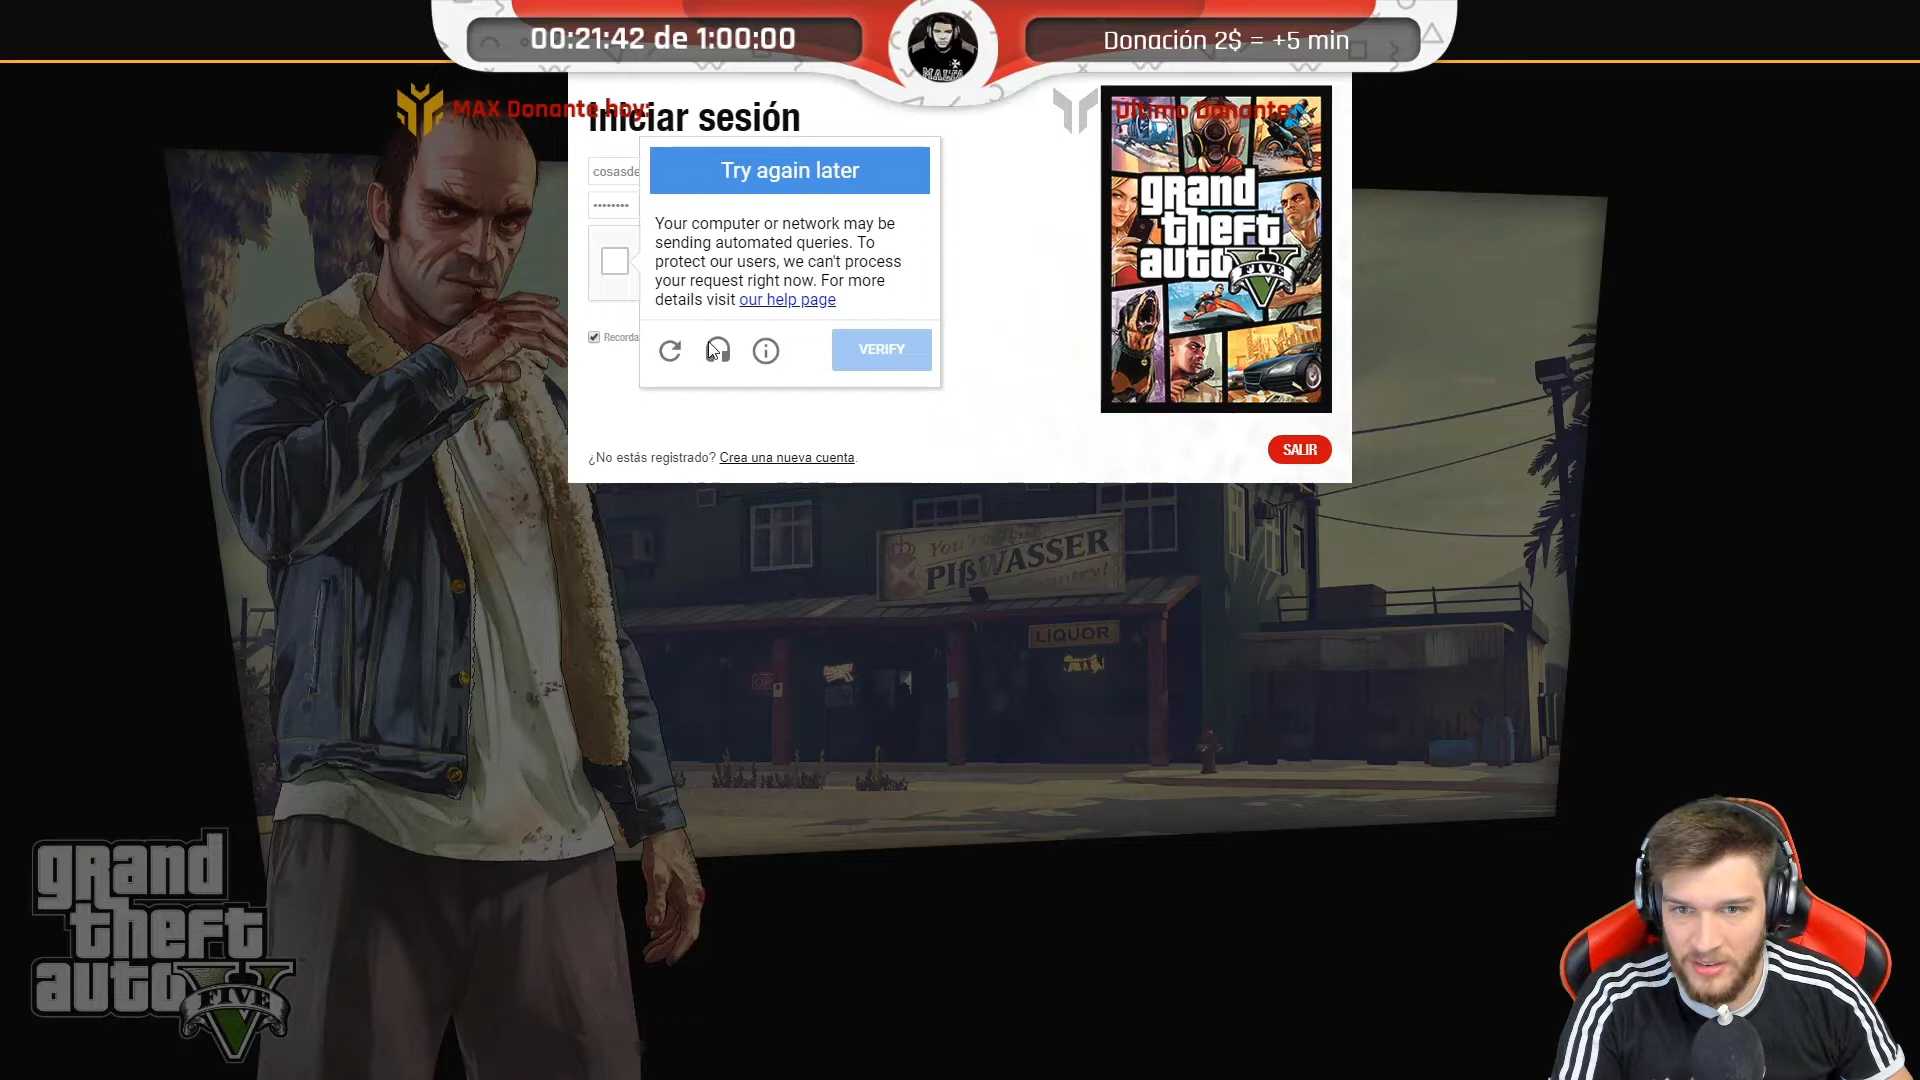 00:21:42 de 1:00:00
MALTA
Donación 2$ = +5 min
MAX Donante hoy:
Último Donante:
Iniciar sesión
cosasde
Try again later
Your computer or network may be
sending automated queries. To
protect our users, we can't process
your request right now. For more
details visit our help page
Recorda
VERIFY
¿No estás registrado? Crea una nueva cuenta.
SALIR
grand
theft
auto
V
FIVE
You're
PIßWASSER
LIQUOR
grand
theft
auto
V
FIVE